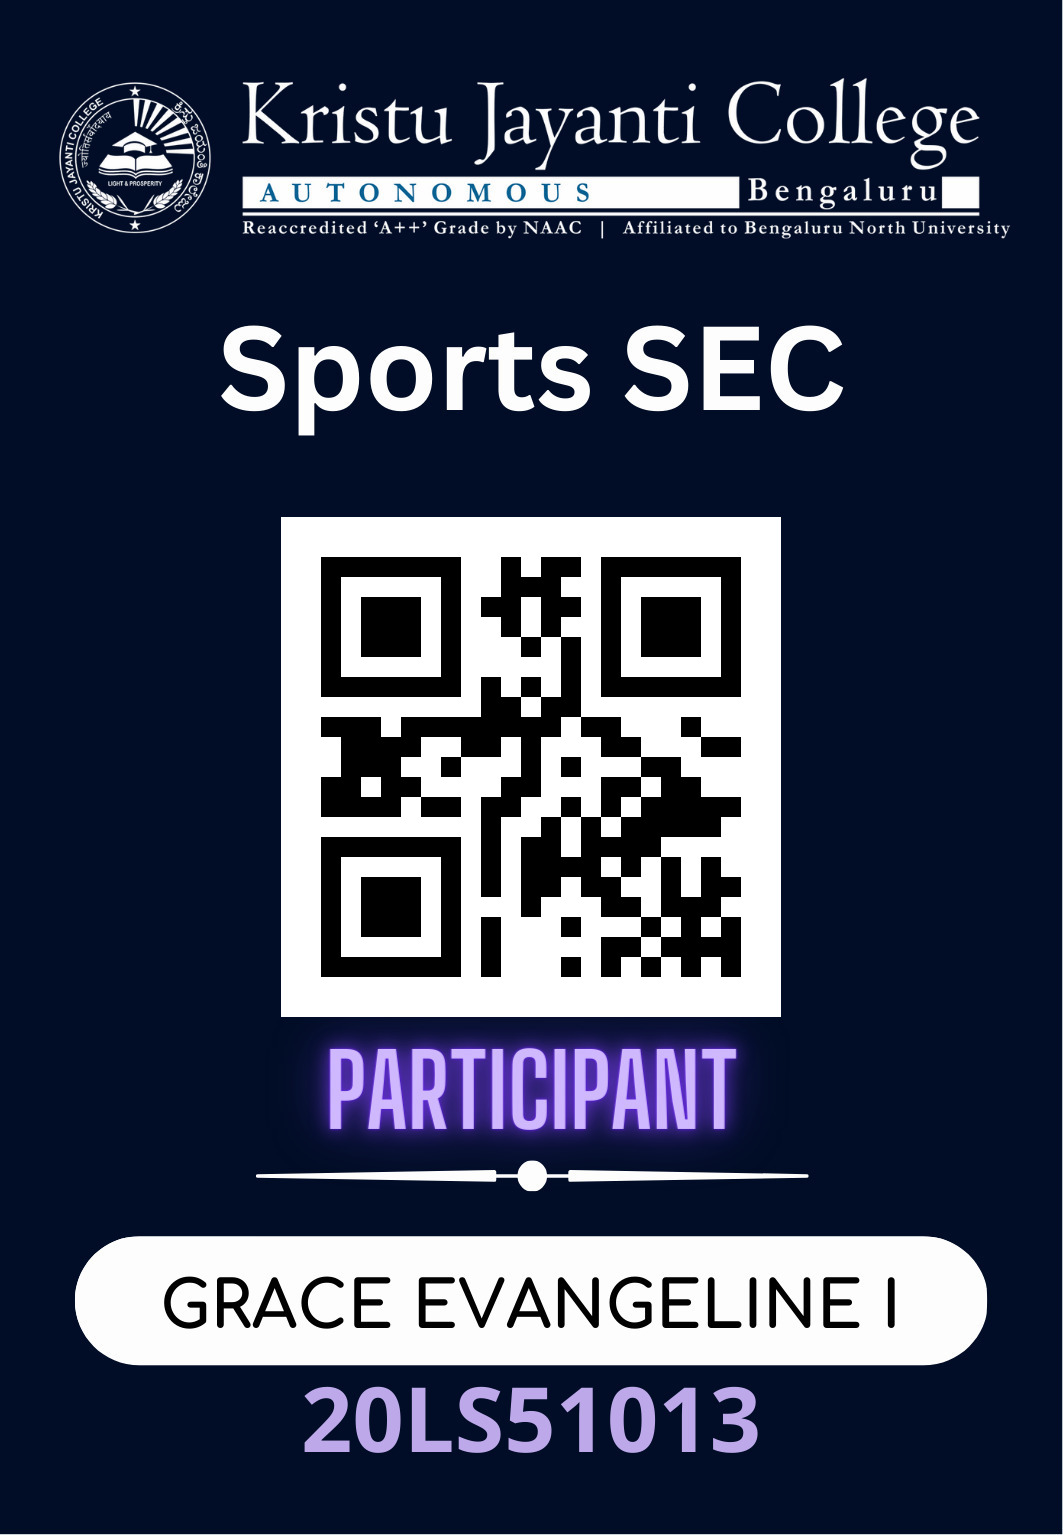 Kristu Jayanti College
AUTONOMOUS Bengaluru
Reaccredited ‘A++’ Grade by NAAC | Affiliated to Bengaluru North University
KRISTU JAYANTI COLLEGE
LIGHT & PROSPERITY
Sports SEC
PARTICIPANT
GRACE EVANGELINE I
20LS51013